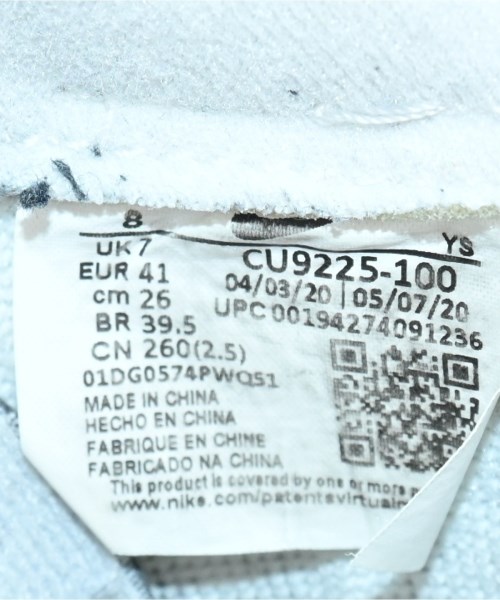 8
YS
UK 7
CU9225-100
EUR 41
04/03/20 | 05/07/20
cm 26
UPC 00194274091236
BR 39.5
CN 260(2.5)
01DG0574PWQS1
MADE IN CHINA
HECHO EN CHINA
FABRIQUE EN CHINE
FABRICADO NA CHINA
This product is covered by one or more
www.nike.com/patents